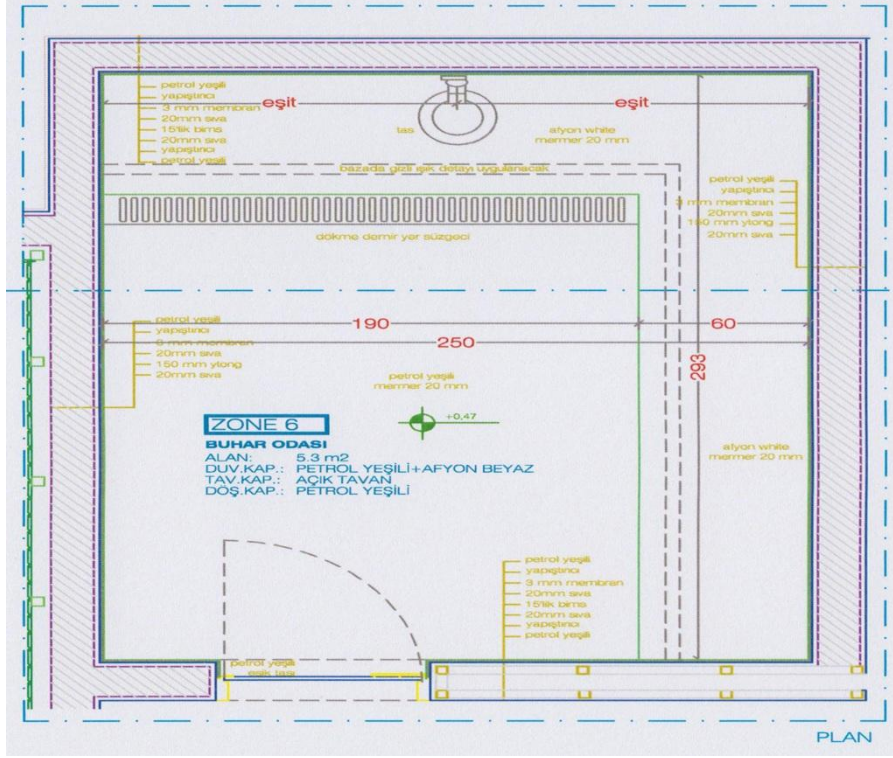 petrol yeşili
yapıştırıcı
3 mm membran
20mm sıva
15'lik bims
20mm sıva
yapıştırıcı
petrol yeşili
eşit
eşit
tas
afyon white
mermer 20 mm
bazada gizli ışık detayı uygulanacak
petrol yeşili
yapıştırıcı
3 mm membran
20mm sıva
150 mm ytong
20mm sıva
dökme demir yer süzgeci
petrol yeşili
yapıştırıcı
3 mm membran
20mm sıva
150 mm ytong
20mm sıva
190
60
250
293
petrol yeşili
mermer 20 mm
+0,47
ZONE 6
BUHAR ODASI
ALAN: 5.3 m2
DUV.KAP.: PETROL YEŞİLİ+AFYON BEYAZ
TAV.KAP.: AÇIK TAVAN
DÖŞ.KAP.: PETROL YEŞİLİ
afyon white
mermer 20 mm
petrol yeşili
yapıştırıcı
3 mm membran
20mm sıva
15'lik bims
20mm sıva
yapıştırıcı
petrol yeşili
petrol yeşili
eşik taşı
PLAN